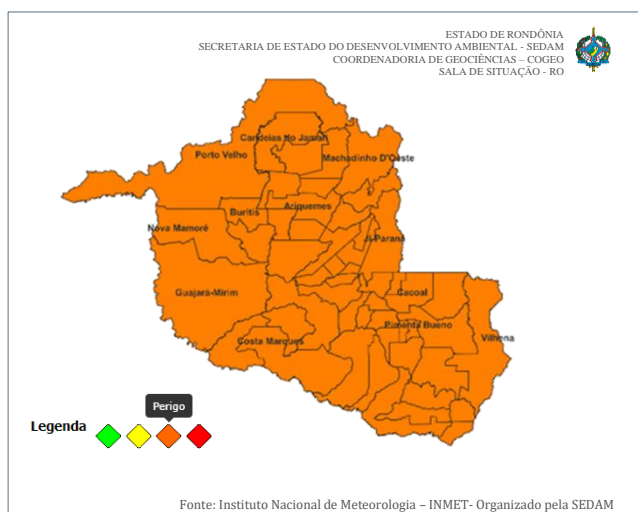 ESTADO DE RONDÔNIA
SECRETARIA DE ESTADO DO DESENVOLVIMENTO AMBIENTAL - SEDAM
COORDENADORIA DE GEOCIÊNCIAS – COGEO
SALA DE SITUAÇÃO - RO
Candeias No Jamari
Porto Velho
Machadinho D'Oeste
Ariquemes
Buritis
Nova Mamoré
Ji-Paraná
Guajará-Mirim
Cacoal
Pimenta Bueno
Vilhena
Costa Marques
Perigo
Legenda
Fonte: Instituto Nacional de Meteorologia – INMET- Organizado pela SEDAM